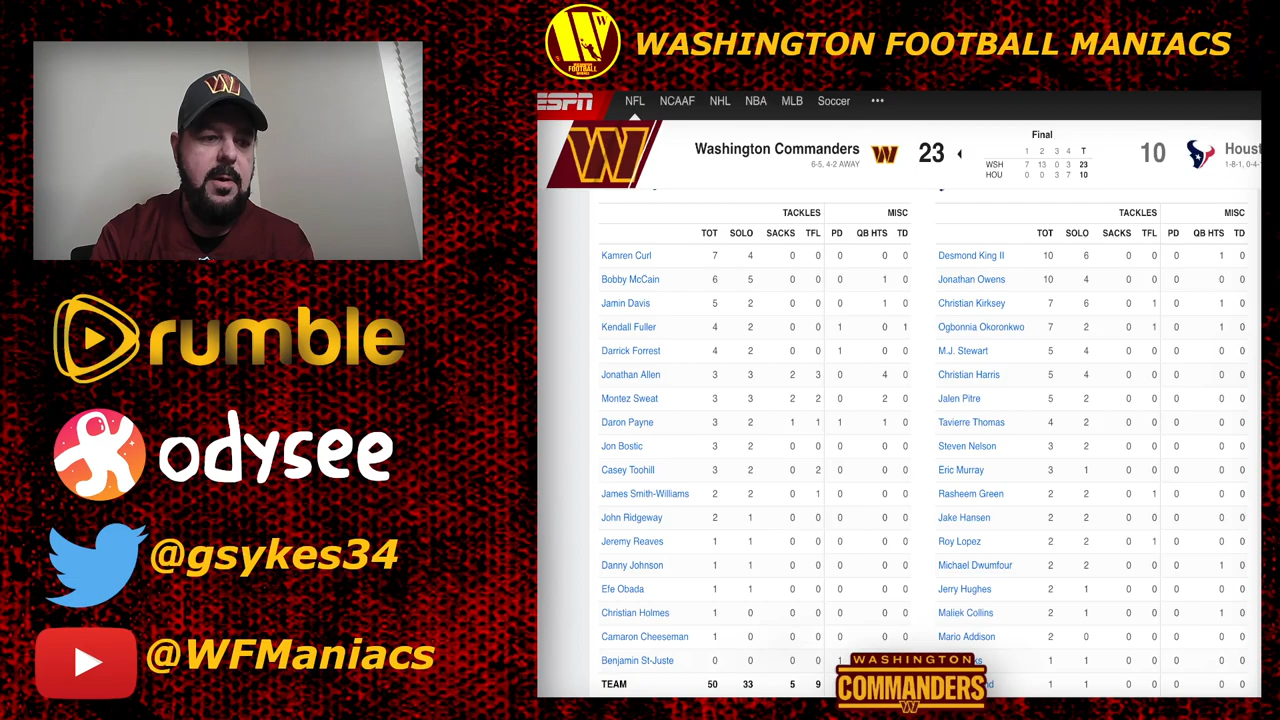 WASHINGTON FOOTBALL MANIACS
W
FOOTBALL
ESPN NFL NCAAF NHL NBA MLB Soccer •••
Final
Washington Commanders 23 1 2 3 4 T 10 Hous
6-5, 4-2 AWAY WSH 7 13 0 3 23 1-8-1, 0-4-
HOU 0 0 3 7 10
TACKLES MISC TACKLES MISC
TOT SOLO SACKS TFL PD QB HTS TD TOT SOLO SACKS TFL PD QB HTS TD
Kamren Curl 7 4 0 0 0 0 0 Desmond King II 10 6 0 0 0 1 0
Bobby McCain 6 5 0 0 0 1 0 Jonathan Owens 10 4 0 0 0 0 0
Jamin Davis 5 2 0 0 0 1 0 Christian Kirksey 7 6 0 1 0 1 0
Kendall Fuller 4 2 0 0 1 0 1 Ogbonnia Okoronkwo 7 2 0 1 0 1 0
Darrick Forrest 4 2 0 0 1 0 0 M.J. Stewart 5 4 0 0 0 0 0
Jonathan Allen 3 3 2 3 0 4 0 Christian Harris 5 4 0 0 0 0 0
Montez Sweat 3 3 2 2 0 2 0 Jalen Pitre 5 2 0 0 0 0 0
Daron Payne 3 2 1 1 1 1 0 Tavierre Thomas 4 2 0 0 0 0 0
Jon Bostic 3 2 0 0 0 0 0 Steven Nelson 3 2 0 0 0 0 0
Casey Toohill 3 2 0 2 0 0 0 Eric Murray 3 1 0 0 0 0 0
James Smith-Williams 2 2 0 1 0 0 0 Rasheem Green 2 2 0 1 0 0 0
John Ridgeway 2 1 0 0 0 0 0 Jake Hansen 2 2 0 0 0 0 0
Jeremy Reaves 1 1 0 0 0 0 0 Roy Lopez 2 2 0 1 0 0 0
Danny Johnson 1 1 0 0 0 0 0 Michael Dwumfour 2 2 0 0 0 1 0
Efe Obada 1 1 0 0 0 0 0 Jerry Hughes 2 1 0 0 0 0 0
Christian Holmes 1 0 0 0 0 0 0 Maliek Collins 2 1 0 0 0 1 0
Camaron Cheeseman 1 0 0 0 0 0 0 Mario Addison 2 0 0 0 0 0 0
Benjamin St-Juste 0 0 0 0 1 0 0 1 1 0 0 0 0 0
TEAM 50 33 5 9 1 1 0 0 0 0 0
WASHINGTON
COMMANDERS
rumble
odysee
@gsykes34
@WFManiacs